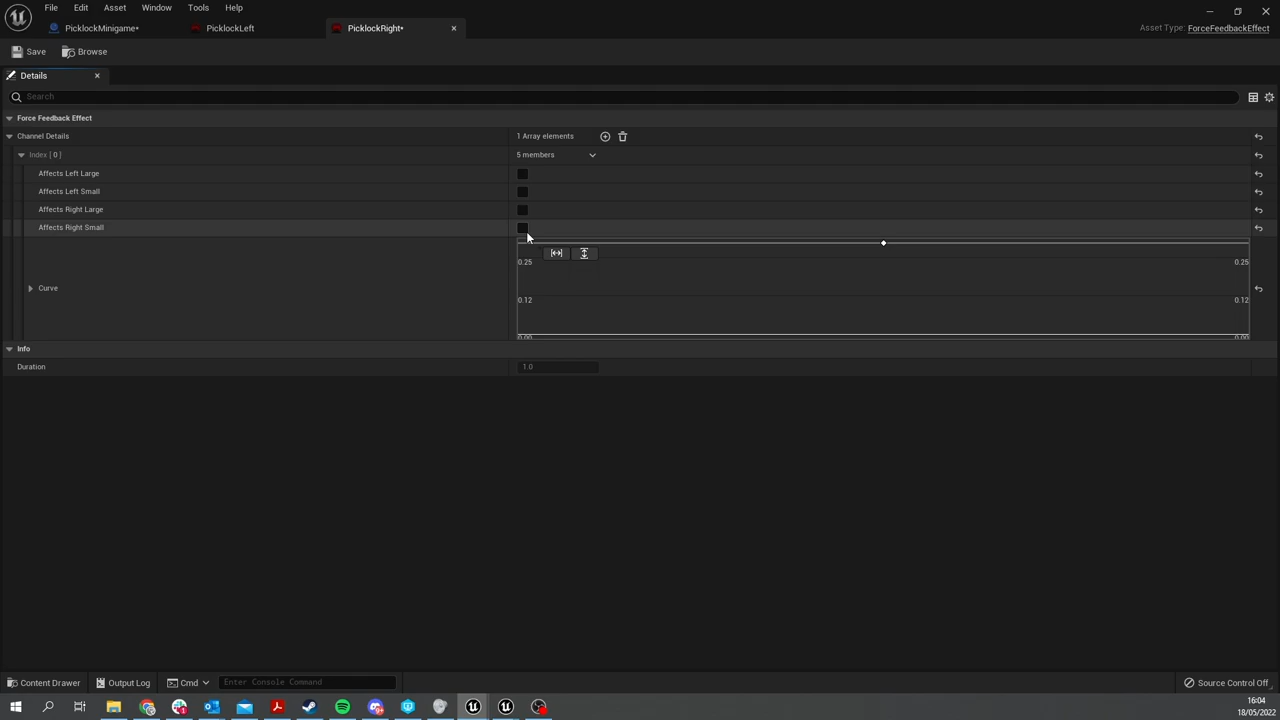 File Edit Asset Window Tools Help
PicklockMinigame* PicklockLeft PicklockRight* Asset Type: ForceFeedbackEffect
Save Browse
Details
Search
Force Feedback Effect
Channel Details 1 Array elements
Index [ 0 ] 5 members
Affects Left Large
Affects Left Small
Affects Right Large
Affects Right Small
0.25 0.25
Curve
0.12 0.12
0.00 0.00
Info
Duration 1.0
Content Drawer Output Log Cmd Enter Console Command Source Control Off
16:04
18/05/2022